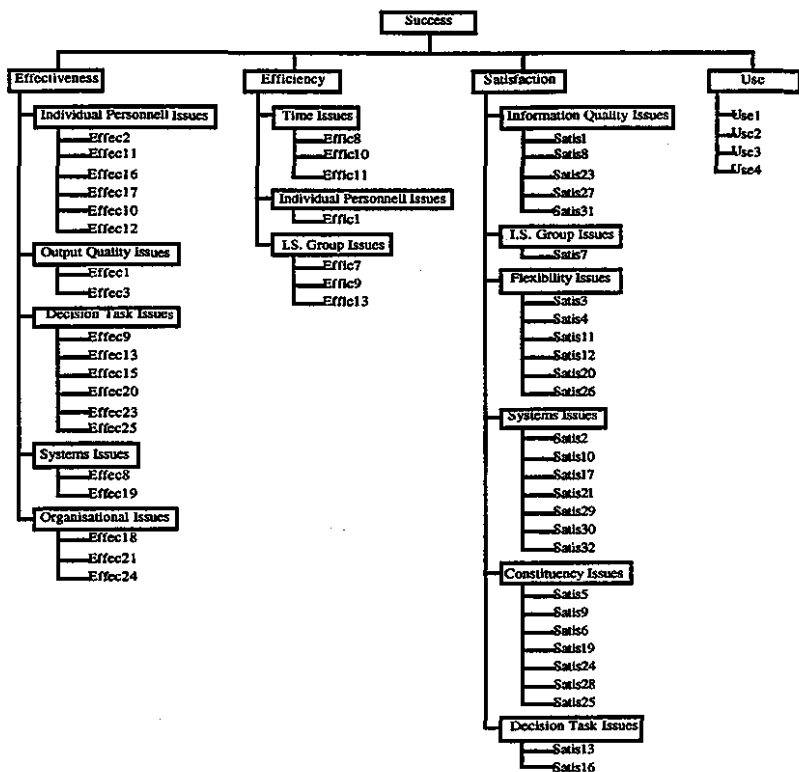 Success
Effectiveness
Individual Personnell Issues
Effec2
Effec11
Effec16
Effec17
Effec10
Effec12
Output Quality Issues
Effec1
Effec3
Decision Task Issues
Effec9
Effec13
Effec15
Effec20
Effec23
Effec25
Systems Issues
Effec8
Effec19
Organisational Issues
Effec18
Effec21
Effec24
Efficiency
Time Issues
Effic8
Effic10
Effic11
Individual Personnell Issues
Effic1
I.S. Group Issues
Effic7
Effic9
Effic13
Satisfaction
Information Quality Issues
Satis1
Satis8
Satis23
Satis27
Satis31
I.S. Group Issues
Satis7
Flexibility Issues
Satis3
Satis4
Satis11
Satis12
Satis20
Satis26
Systems Issues
Satis2
Satis10
Satis17
Satis21
Satis29
Satis30
Satis32
Constituency Issues
Satis5
Satis9
Satis6
Satis19
Satis24
Satis28
Satis25
Decision Task Issues
Satis13
Satis16
Use
Use1
Use2
Use3
Use4